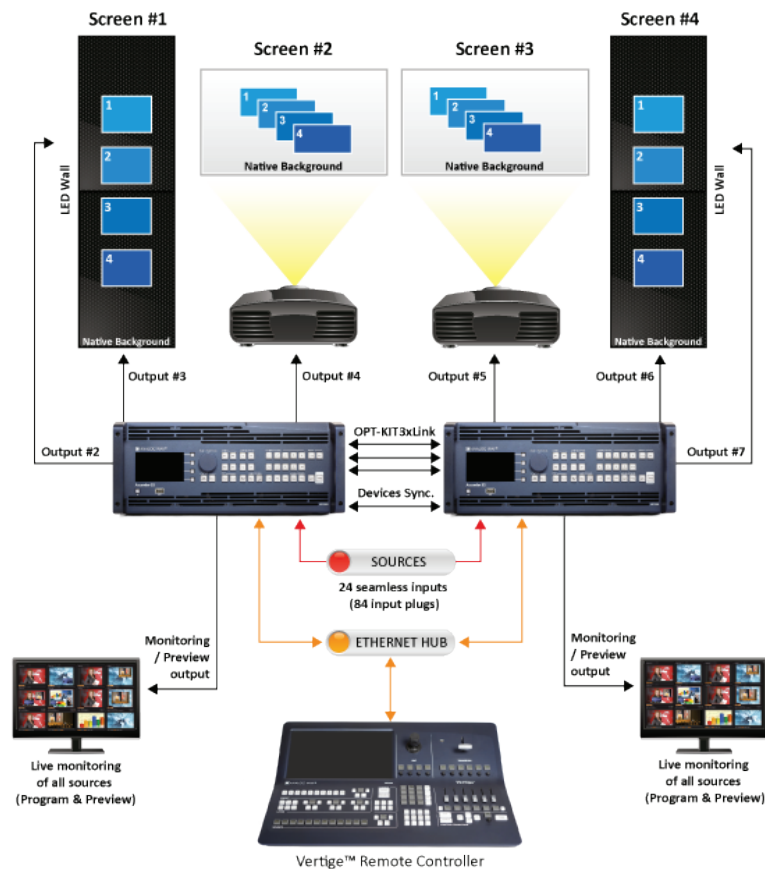 Screen #1
Screen #2
Screen #3
Screen #4
1
2
3
4
Native Background
LED Wall
1
2
3
4
Native Background
1
2
3
4
Native Background
1
2
3
4
Native Background
LED Wall
Output #3
Output #4
Output #5
Output #6
Output #2
OPT-KIT3xLink
Output #7
Devices Sync.
SOURCES
24 seamless inputs
(84 input plugs)
ETHERNET HUB
Monitoring
/ Preview
output
Monitoring
/ Preview
output
Live monitoring
of all sources
(Program & Preview)
Live monitoring
of all sources
(Program & Preview)
Vertige™ Remote Controller